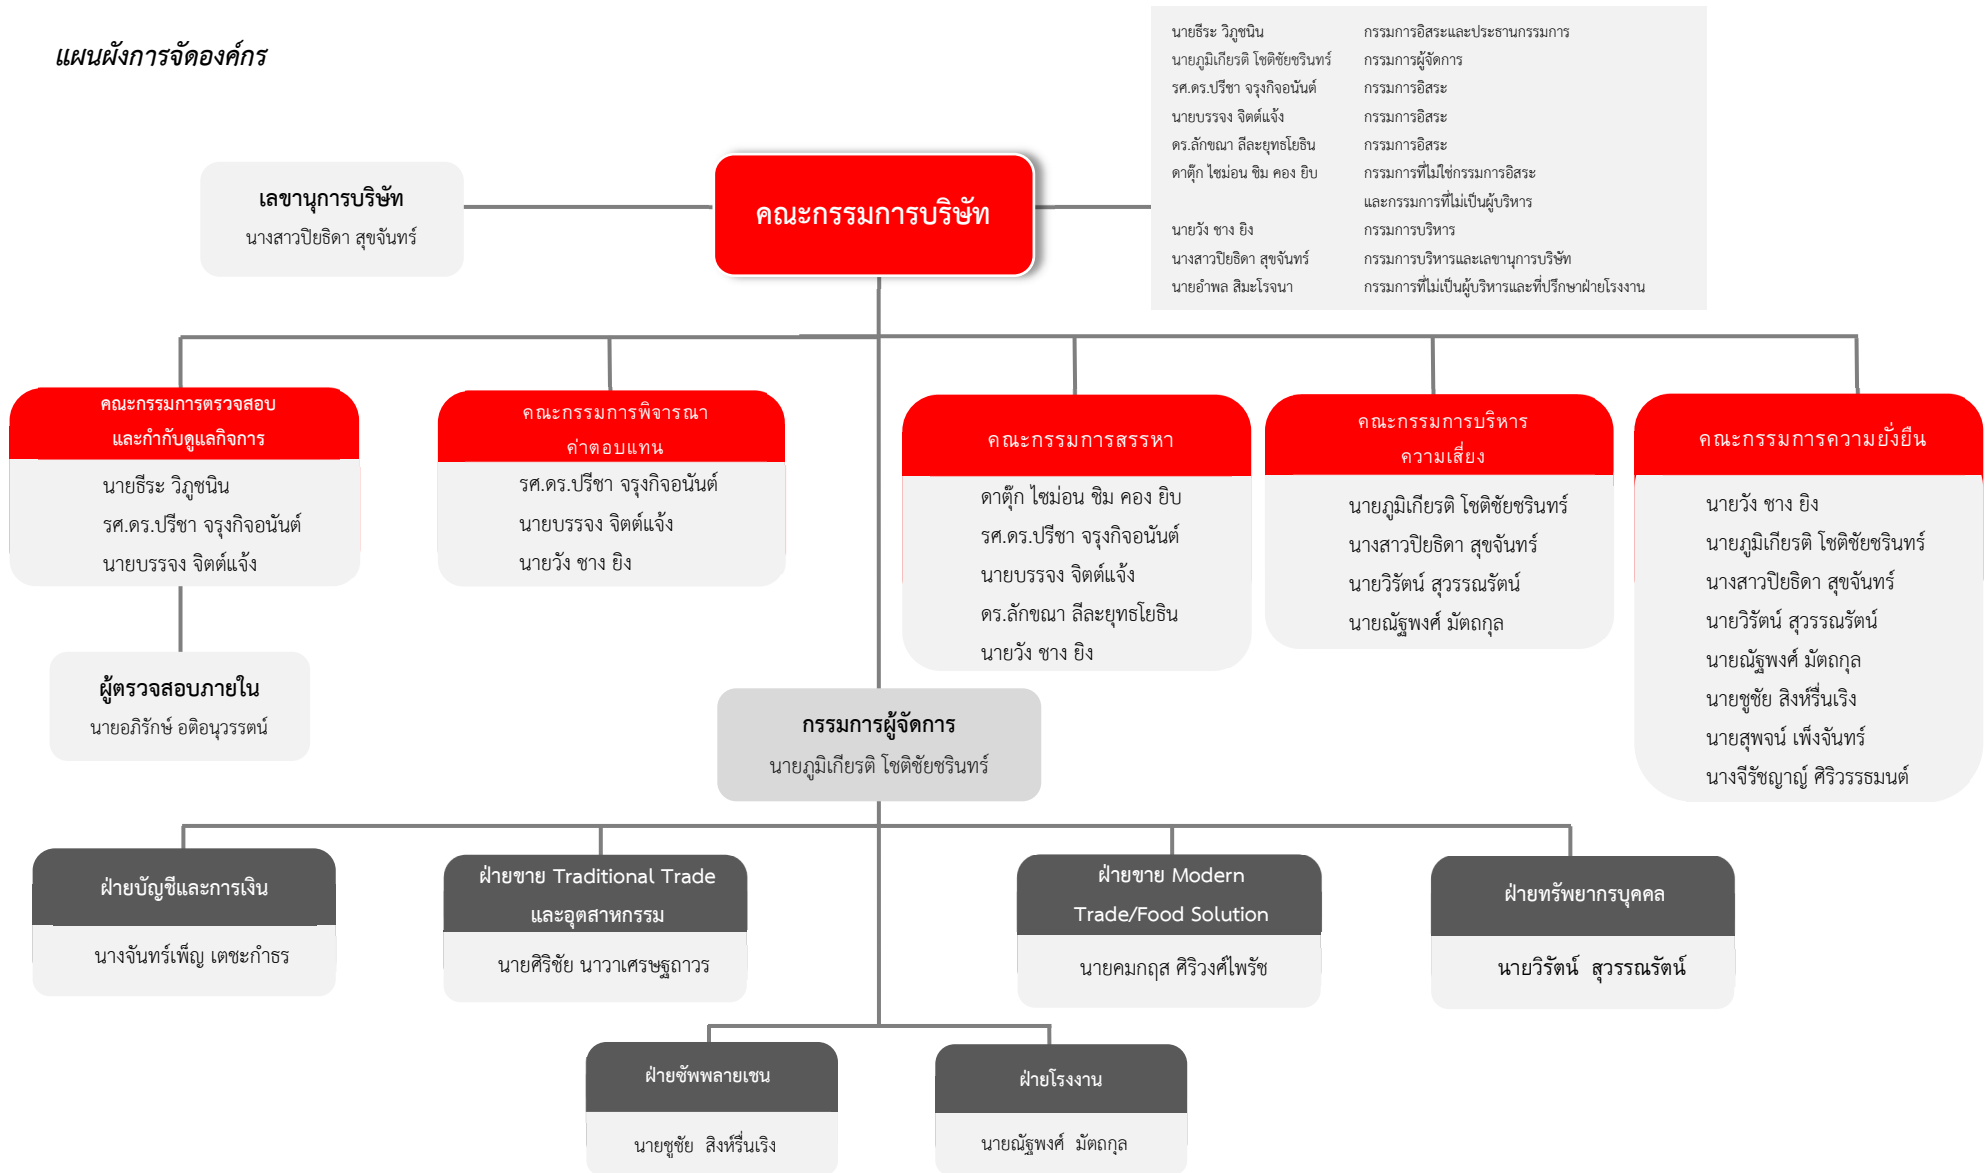 แผนผังการจัดองค์กร
นายธีระ วิภูชนิน กรรมการอิสระและประธานกรรมการ
นายภูมิเกียรติ โชติชัยชรินทร์ กรรมการผู้จัดการ
รศ.ดร.ปรีชา จรุงกิจอนันต์ กรรมการอิสระ
นายบรรจง จิตต์แจ้ง กรรมการอิสระ
ดร.ลักขณา ลีละยุทธโยธิน กรรมการอิสระ
ดาตุ๊ก ไซม่อน ชิม คอง ยิบ กรรมการที่ไม่ใช่กรรมการอิสระ
และกรรมการที่ไม่เป็นผู้บริหาร
นายวัง ชาง ยิง กรรมการบริหาร
นางสาวปิยธิดา สุขจันทร์ กรรมการบริหารและเลขานุการบริษัท
นายอำพล สิมะโรจนา กรรมการที่ไม่เป็นผู้บริหารและที่ปรึกษาฝ่ายโรงงาน
เลขานุการบริษัท
นางสาวปิยธิดา สุขจันทร์
คณะกรรมการบริษัท
คณะกรรมการตรวจสอบ
และกำกับดูแลกิจการ
นายธีระ วิภูชนิน
รศ.ดร.ปรีชา จรุงกิจอนันต์
นายบรรจง จิตต์แจ้ง
คณะกรรมการพิจารณา
ค่าตอบแทน
รศ.ดร.ปรีชา จรุงกิจอนันต์
นายบรรจง จิตต์แจ้ง
นายวัง ชาง ยิง
คณะกรรมการสรรหา
ดาตุ๊ก ไซม่อน ชิม คอง ยิบ
รศ.ดร.ปรีชา จรุงกิจอนันต์
นายบรรจง จิตต์แจ้ง
ดร.ลักขณา ลีละยุทธโยธิน
นายวัง ชาง ยิง
คณะกรรมการบริหาร
ความเสี่ยง
นายภูมิเกียรติ โชติชัยชรินทร์
นางสาวปิยธิดา สุขจันทร์
นายวิรัตน์ สุวรรณรัตน์
นายณัฐพงศ์ มัตถกุล
คณะกรรมการความยั่งยืน
นายวัง ชาง ยิง
นายภูมิเกียรติ โชติชัยชรินทร์
นางสาวปิยธิดา สุขจันทร์
นายวิรัตน์ สุวรรณรัตน์
นายณัฐพงศ์ มัตถกุล
นายชูชัย สิงห์รื่นเริง
นายสุพจน์ เพ็งจันทร์
นางจีรัชญาญ์ ศิริวรรธมนต์
ผู้ตรวจสอบภายใน
นายอภิรักษ์ อติอนุวรรตน์
กรรมการผู้จัดการ
นายภูมิเกียรติ โชติชัยชรินทร์
ฝ่ายบัญชีและการเงิน
นางจันทร์เพ็ญ เตชะกำธร
ฝ่ายขาย Traditional Trade
และอุตสาหกรรม
นายศิริชัย นาวาเศรษฐถาวร
ฝ่ายขาย Modern
Trade/Food Solution
นายคมกฤส ศิริวงศ์ไพรัช
ฝ่ายทรัพยากรบุคคล
นายวิรัตน์ สุวรรณรัตน์
ฝ่ายซัพพลายเชน
นายชูชัย สิงห์รื่นเริง
ฝ่ายโรงงาน
นายณัฐพงศ์ มัตถกุล